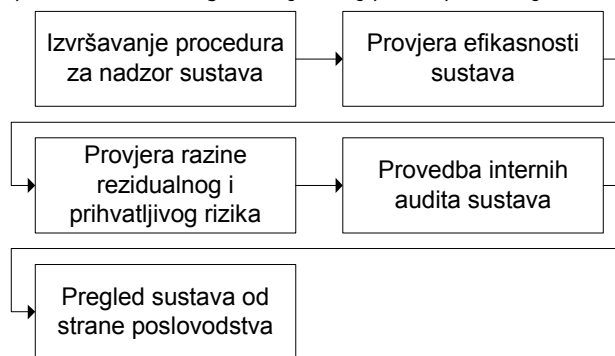 Izvršavanje procedura
za nadzor sustava
Provjera efikasnosti
sustava
Provjera razine
rezidualnog i
prihvatljivog rizika
Provedba internih
audita sustava
Pregled sustava od
strane poslovodstva